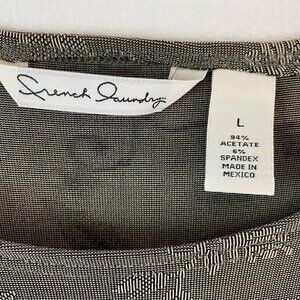 French Laundry
L
94%
ACETATE
6%
SPANDEX
MADE IN
MEXICO